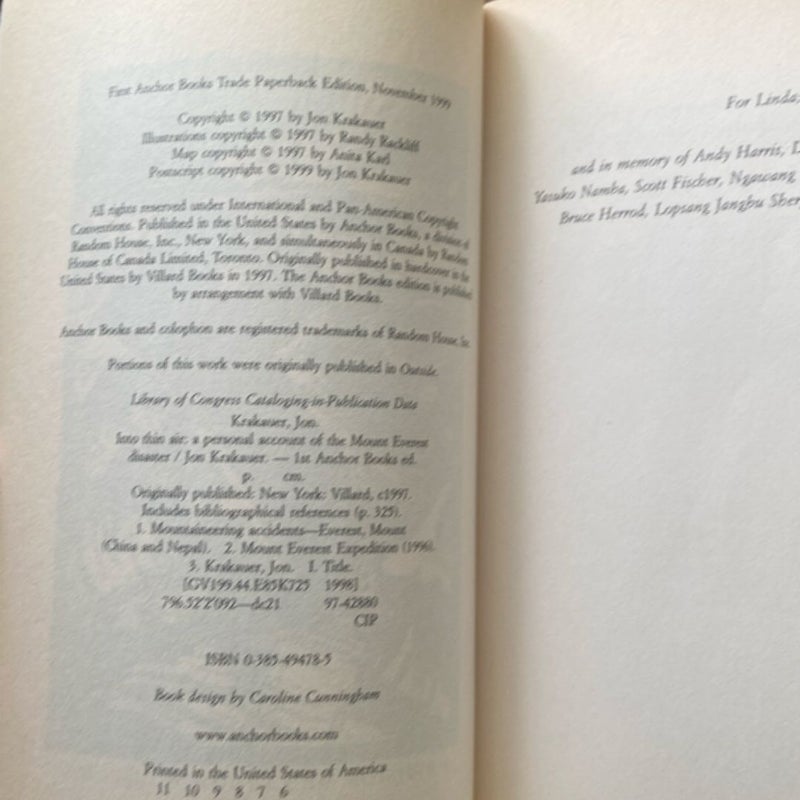 First Anchor Books Trade Paperback Edition, November 1999
Copyright © 1997 by Jon Krakauer
Illustrations copyright © 1997 by Randy Rackliff
Map copyright © 1997 by Anita Karl
Postscript copyright © 1999 by Jon Krakauer
All rights reserved under International and Pan-American Copyright
Conventions. Published in the United States by Anchor Books, a division of
Random House, Inc., New York, and simultaneously in Canada by Random
House of Canada Limited, Toronto. Originally published in hardcover in the
United States by Villard Books in 1997. The Anchor Books edition is published
by arrangement with Villard Books.
Anchor Books and colophon are registered trademarks of Random House, Inc.
Portions of this work were originally published in Outside.
Library of Congress Cataloging-in-Publication Data
Krakauer, Jon.
Into thin air: a personal account of the Mount Everest
disaster / Jon Krakauer. — 1st Anchor Books ed.
p. cm.
Originally published: New York: Villard, c1997.
Includes bibliographical references (p. 325).
1. Mountaineering accidents—Everest, Mount
(China and Nepal). 2. Mount Everest Expedition (1996).
3. Krakauer, Jon. I. Title.
[GV199.44.E85K725 1998]
796.52'2'092—dc21 97-42880
CIP
ISBN 0-385-49478-5
Book design by Caroline Cunningham
www.anchorbooks.com
Printed in the United States of America
11 10 9 8 7 6
For Linda;
and in memory of Andy Harris, D
Yasuko Namba, Scott Fischer, Ngawang
Bruce Herrod, Lopsang Jangbu Sher